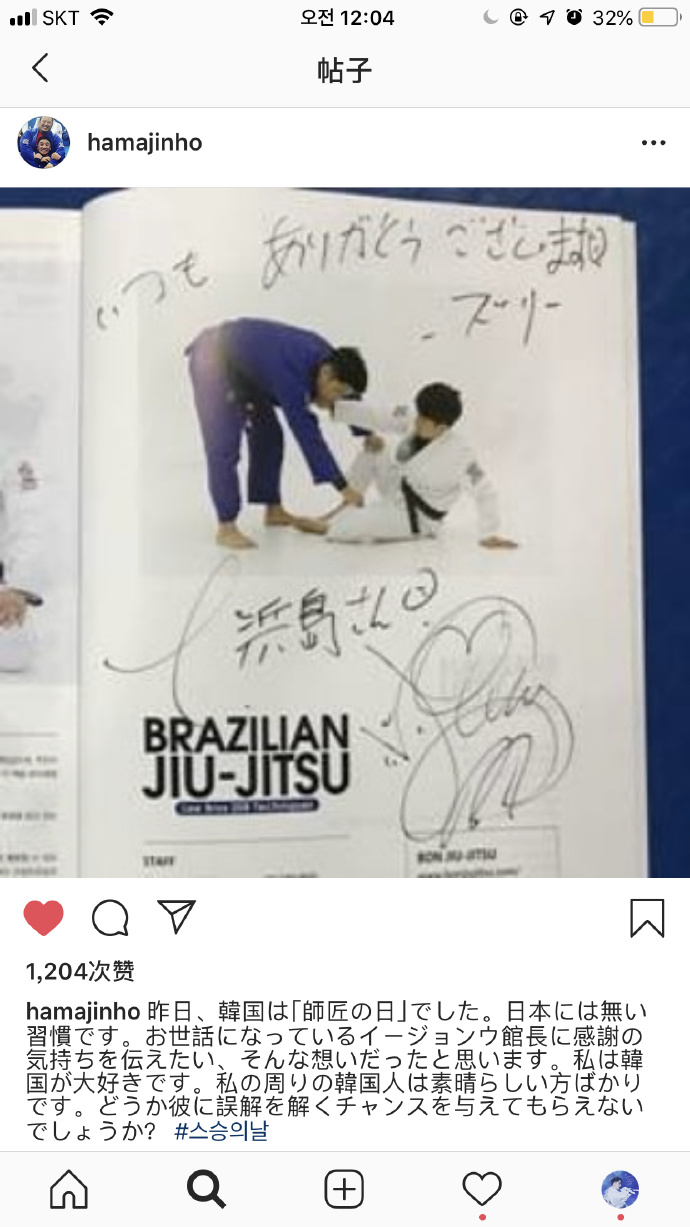 SKT
오전 12:04
32%
帖子
hamajinho
いつも ありがとう ございます
浜島さん
BRAZILIAN
JIU-JITSU
STAFF
BON JIU-JITSU
1,204次赞
hamajinho 昨日、韓国は「師匠の日」でした。日本には無い
習慣です。お世話になっているイージョンウ館長に感謝の
気持ちを伝えたい、そんな想いだったと思います。私は韓
国が大好きです。私の周りの韓国人は素晴らしい方ばかり
です。どうか彼に誤解を解くチャンスを与えてもらえない
でしょうか? #스승의날